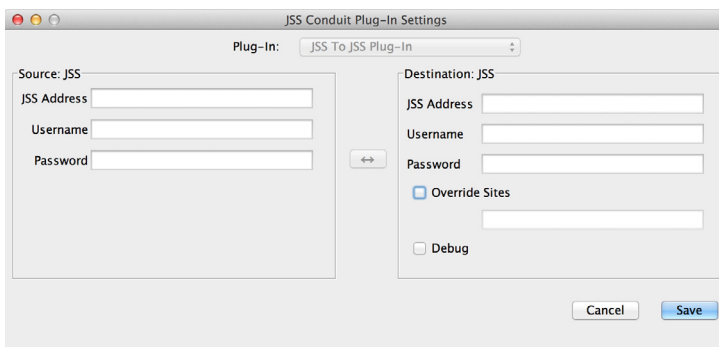 JSS Conduit Plug-In Settings
Plug-In: JSS To JSS Plug-In
Source: JSS
JSS Address
Username
Password
Destination: JSS
JSS Address
Username
Password
Override Sites
Debug
Cancel Save